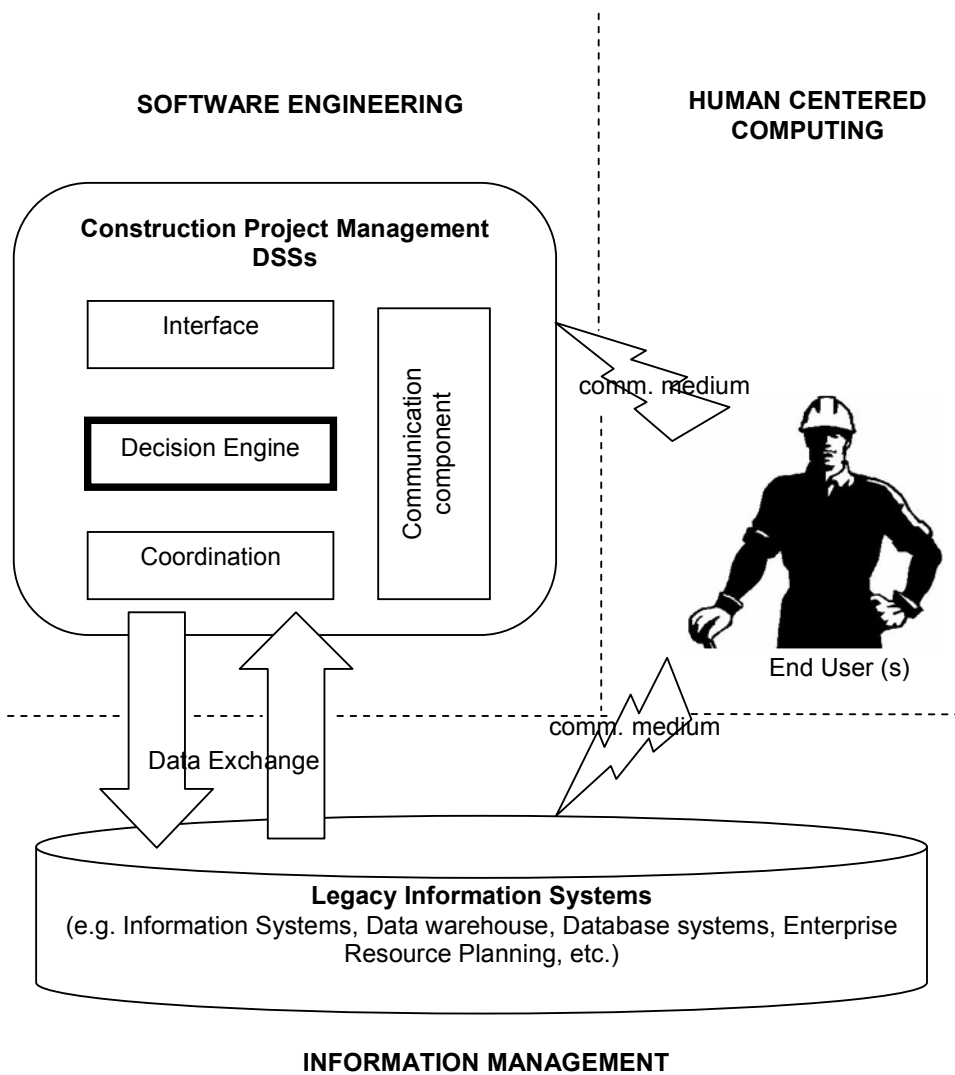 SOFTWARE ENGINEERING
HUMAN CENTERED
COMPUTING
Construction Project Management
DSSs
Interface
Decision Engine
Coordination
Communication
component
comm. medium
End User (s)
comm. medium
Data Exchange
Legacy Information Systems
(e.g. Information Systems, Data warehouse, Database systems, Enterprise
Resource Planning, etc.)
INFORMATION MANAGEMENT